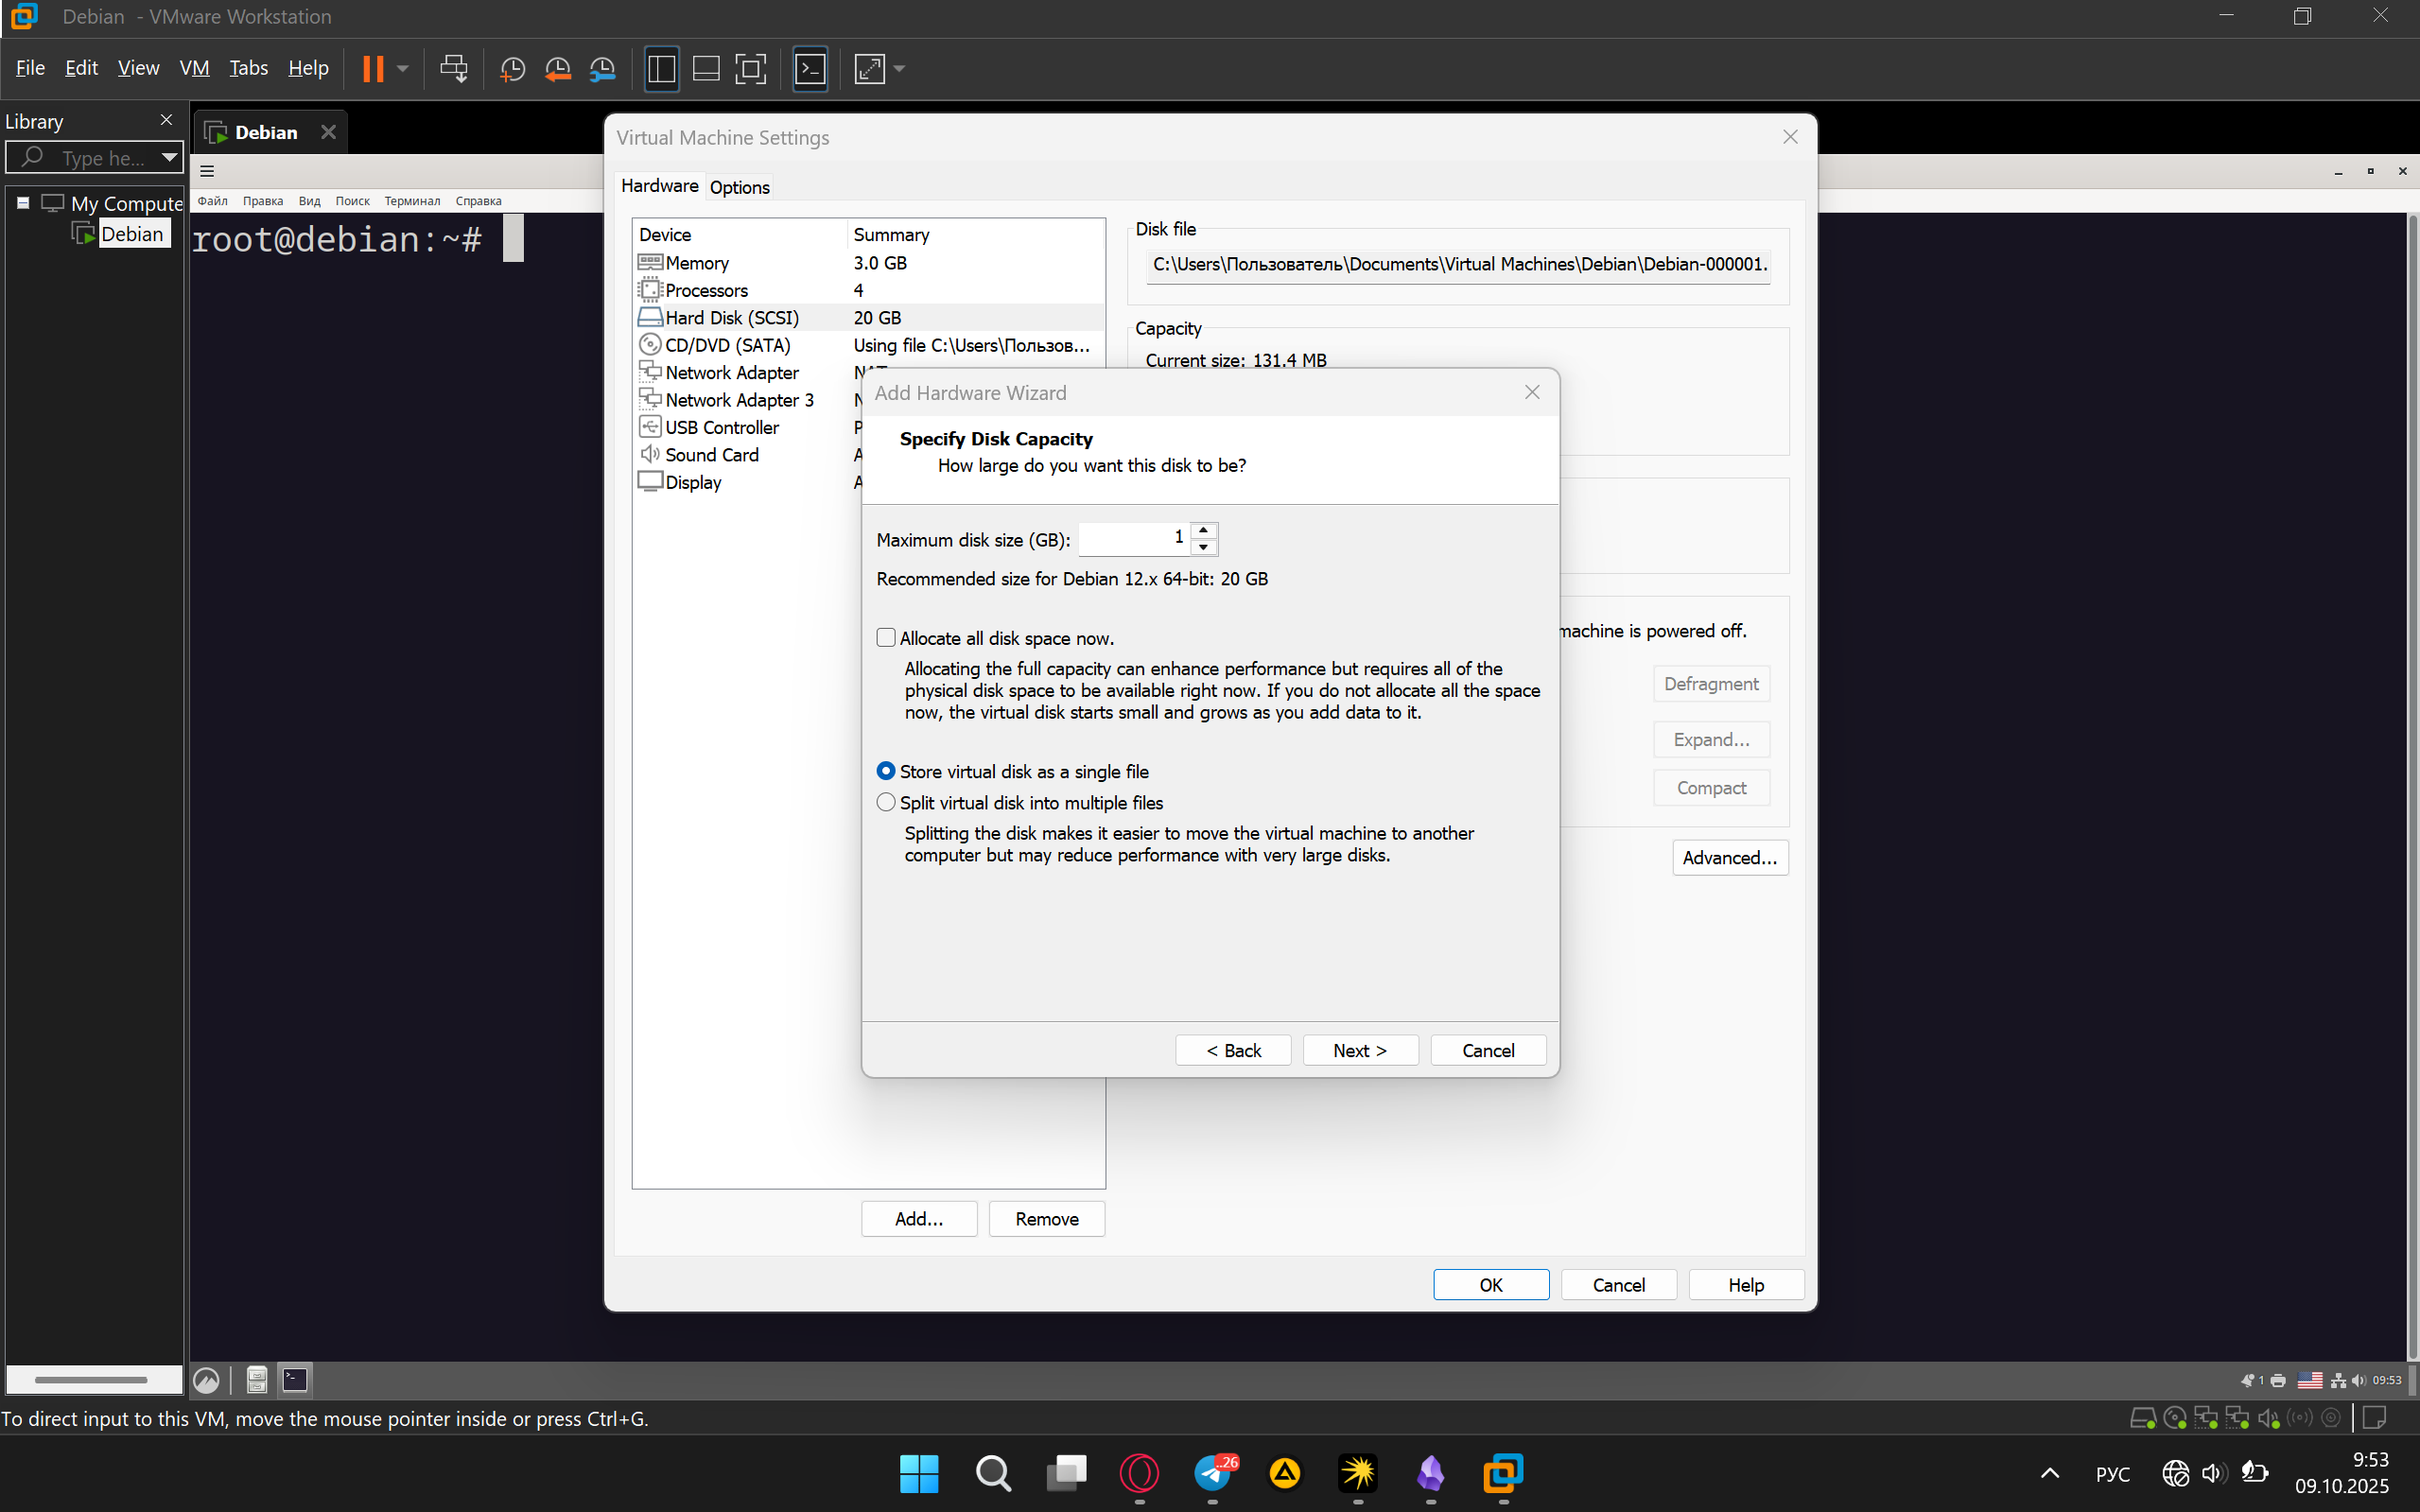 Debian - VMware Workstation
File Edit View VM Tabs Help
Library
Type he...
My Compute
Debian
Debian
Файл Правка Вид Поиск Терминал Справка
root@debian:~#
Virtual Machine Settings
Hardware Options
Device Summary
Memory 3.0 GB
Processors 4
Hard Disk (SCSI) 20 GB
CD/DVD (SATA) Using file C:\Users\Пользов...
Network Adapter
Network Adapter 3
USB Controller
Sound Card
Display
Disk file
C:\Users\Пользователь\Documents\Virtual Machines\Debian\Debian-000001.
Capacity
Current size: 131.4 MB
machine is powered off.
Defragment
Expand...
Compact
Advanced...
Add Hardware Wizard
Specify Disk Capacity
How large do you want this disk to be?
Maximum disk size (GB): 1
Recommended size for Debian 12.x 64-bit: 20 GB
Allocate all disk space now.
Allocating the full capacity can enhance performance but requires all of the
physical disk space to be available right now. If you do not allocate all the space
now, the virtual disk starts small and grows as you add data to it.
Store virtual disk as a single file
Split virtual disk into multiple files
Splitting the disk makes it easier to move the virtual machine to another
computer but may reduce performance with very large disks.
< Back Next > Cancel
Add... Remove
OK Cancel Help
1 09:53
To direct input to this VM, move the mouse pointer inside or press Ctrl+G.
..26
РУС
9:53
09.10.2025